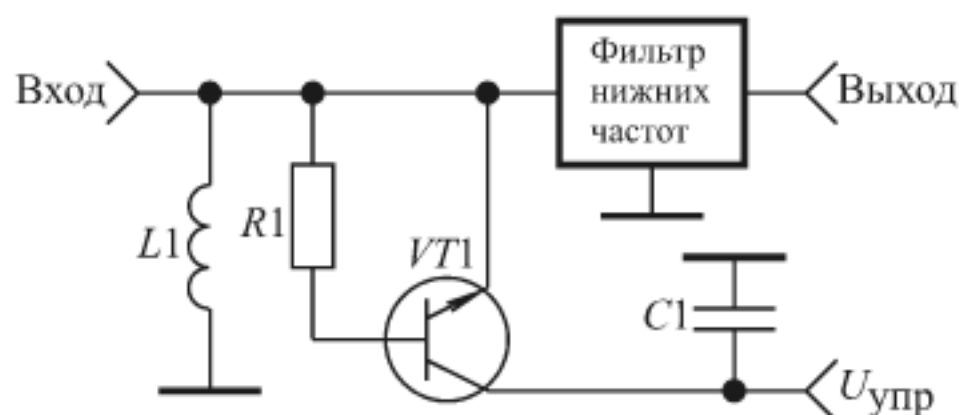 Вход
Фильтр
нижних
частот
Выход
L1
R1
VT1
C1
Uупр